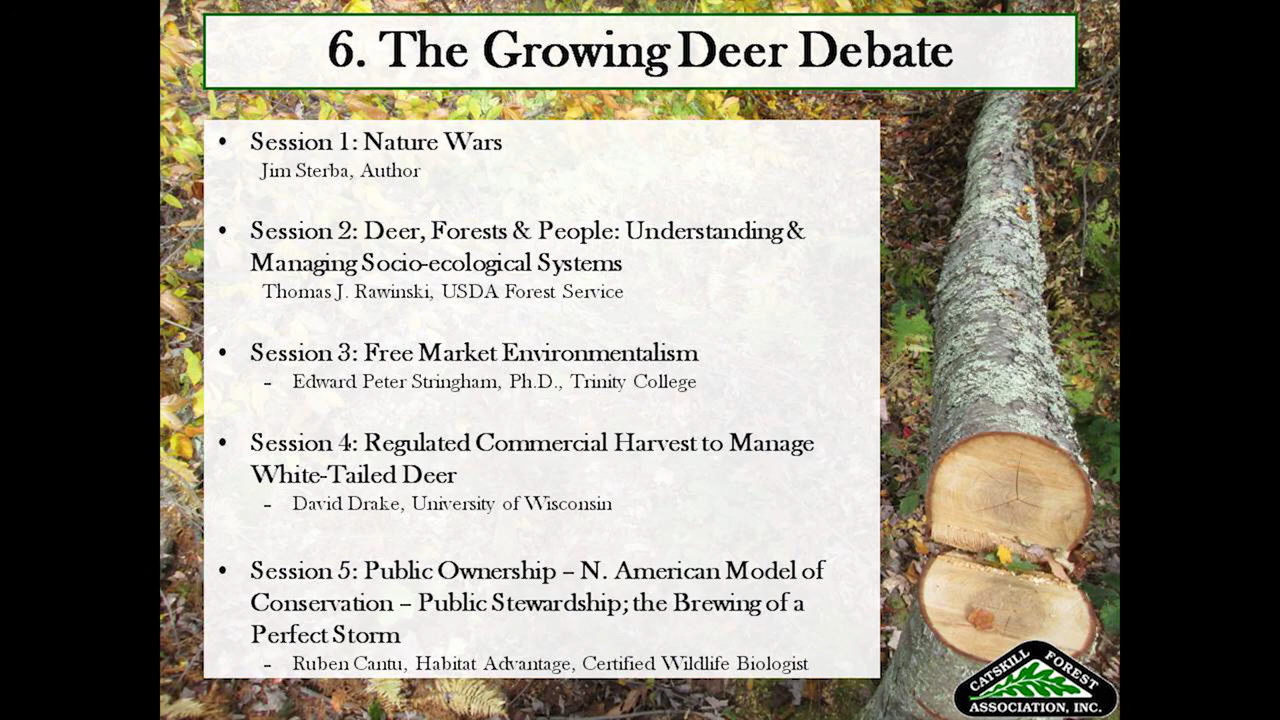 6. The Growing Deer Debate
• Session 1: Nature Wars
Jim Sterba, Author
• Session 2: Deer, Forests & People: Understanding &
Managing Socio-ecological Systems
Thomas J. Rawinski, USDA Forest Service
• Session 3: Free Market Environmentalism
- Edward Peter Stringham, Ph.D., Trinity College
• Session 4: Regulated Commercial Harvest to Manage
White-Tailed Deer
- David Drake, University of Wisconsin
• Session 5: Public Ownership – N. American Model of
Conservation – Public Stewardship; the Brewing of a
Perfect Storm
- Ruben Cantu, Habitat Advantage, Certified Wildlife Biologist
CATSKILL FOREST
ASSOCIATION, INC.